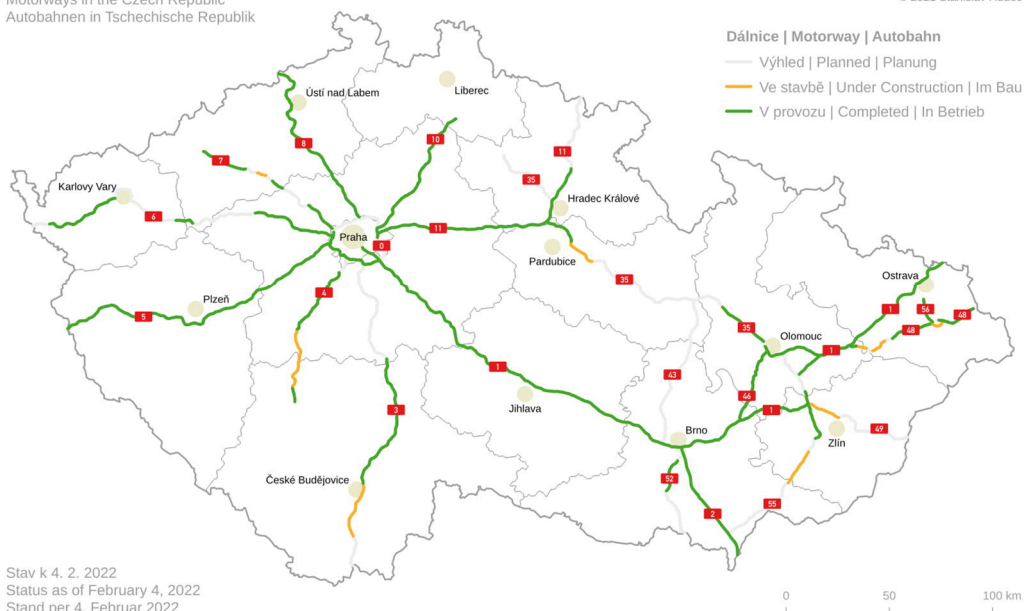 Motorways in the Czech Republic
Autobahnen in Tschechische Republik
Dálnice | Motorway | Autobahn
Výhled | Planned | Planung
Ve stavbě | Under Construction | Im Bau
V provozu | Completed | In Betrieb
Ústí nad Labem
Liberec
8
10
7
11
35
Karlovy Vary
Hradec Králové
6
11
Praha
0
Pardubice
35
Ostrava
4
Plzeň
5
1
56
48
35
48
Olomouc
1
1
43
Jihlava
46
3
1
Brno
49
Zlín
České Budějovice
52
55
2
Stav k 4. 2. 2022
Status as of February 4, 2022
Stand per 4. Februar 2022
0
50
100 km